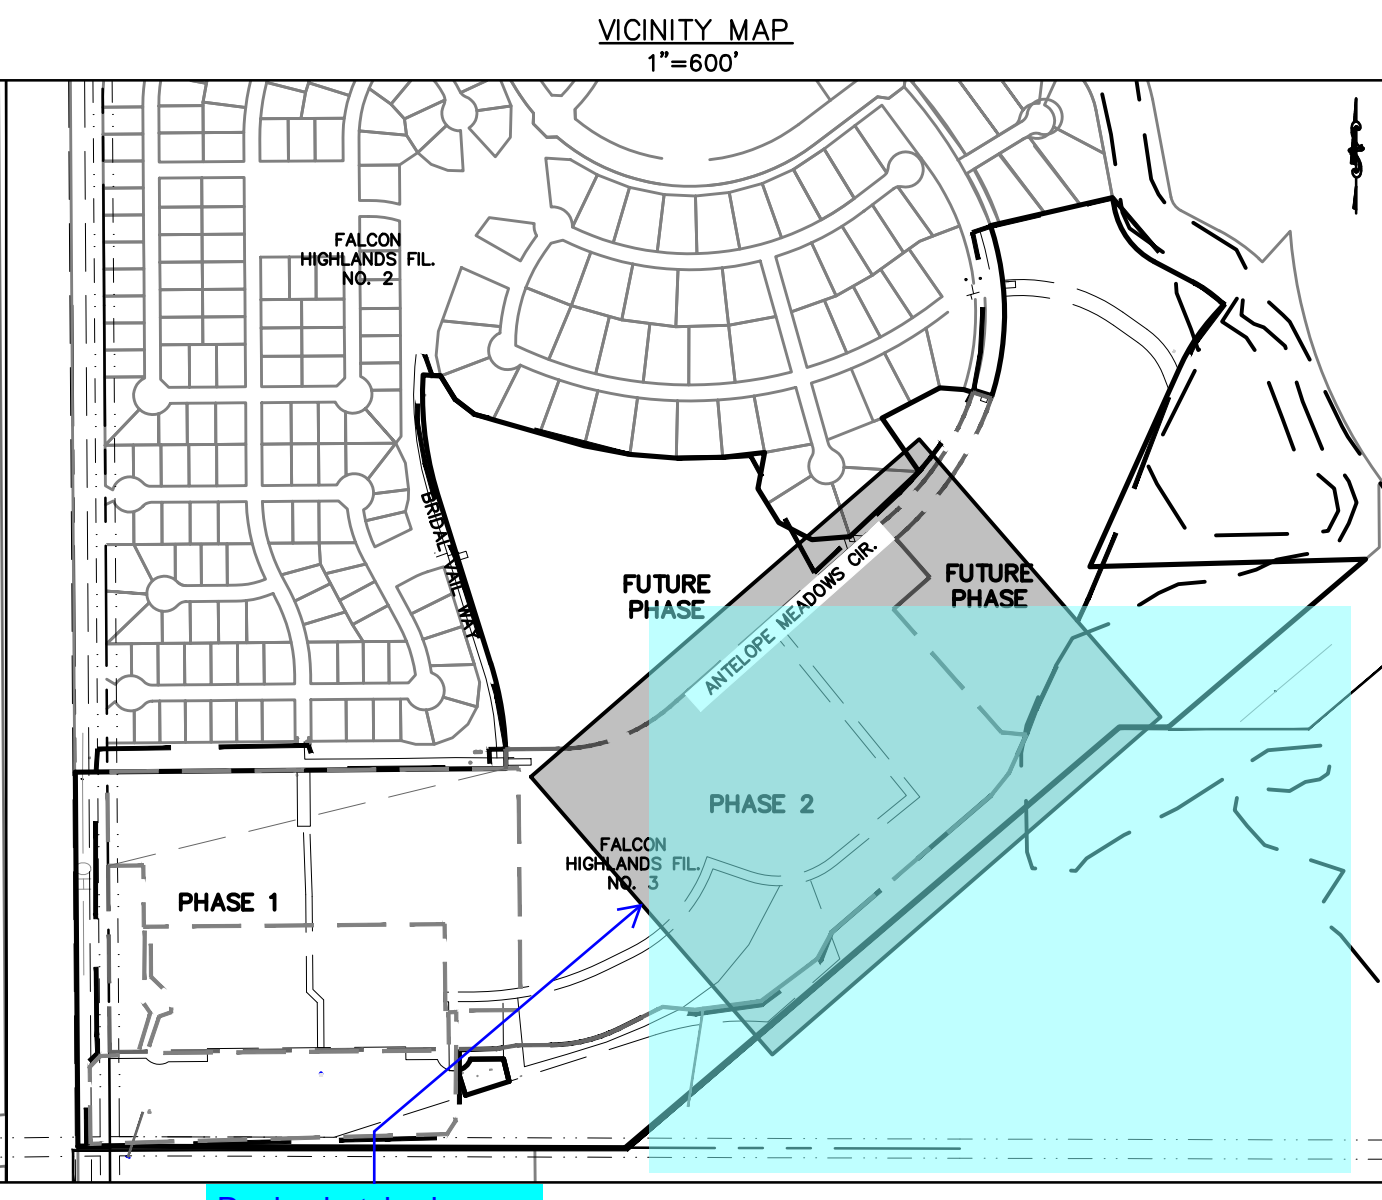 VICINITY MAP
1"=600'
FALCON
HIGHLANDS FIL.
NO. 2
BRIDAL VAIL WAY
FUTURE
PHASE
FUTURE
PHASE
ANTELOPE MEADOWS CIR.
PHASE 2
FALCON
HIGHLANDS FIL.
NO. 3
PHASE 1